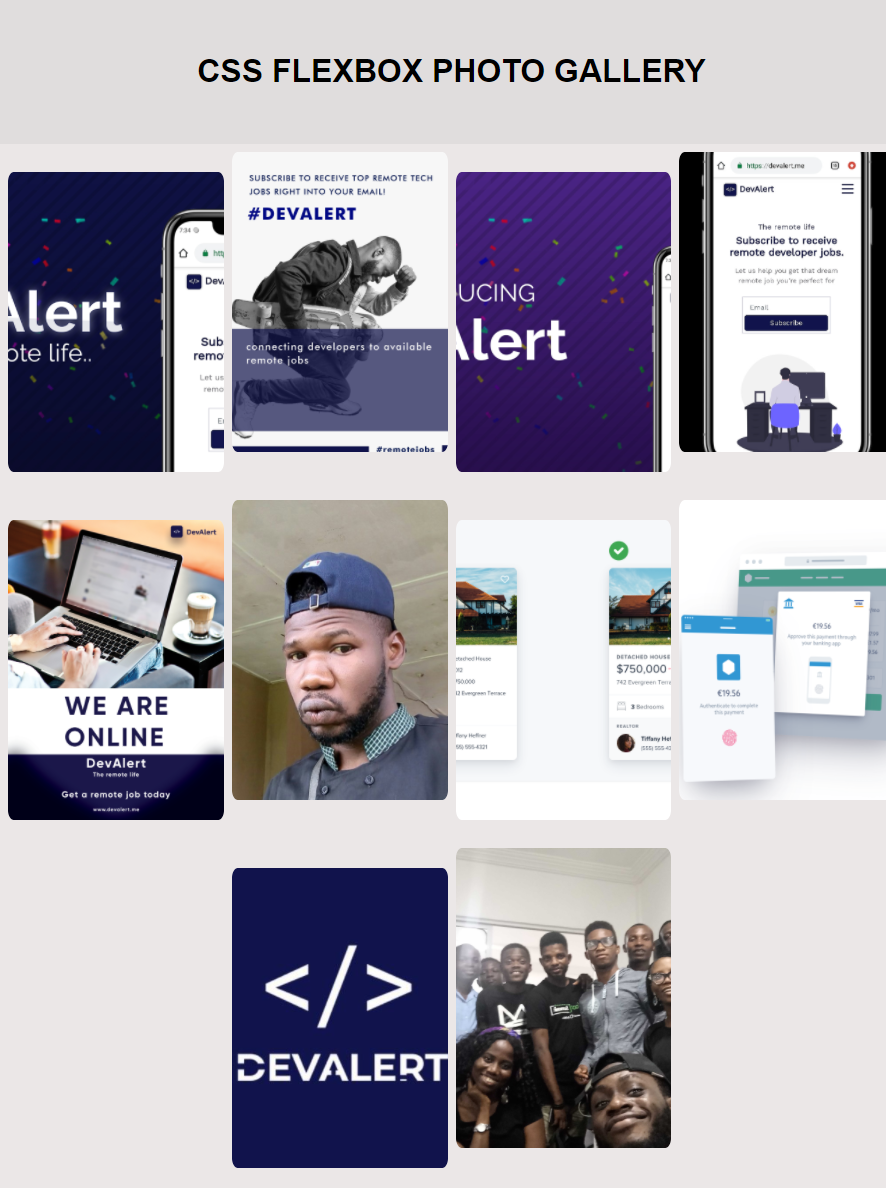 CSS FLEXBOX PHOTO GALLERY
7:34
DevAlert
Alert
ote life..
Sub
remo
Let us
remo
SUBSCRIBE TO RECEIVE TOP REMOTE TECH
JOBS RIGHT INTO YOUR EMAIL!
#DEVALERT
connecting developers to available
remote jobs
#remotejobs
UCING
Alert
https://devalert.me
DevAlert
The remote life
Subscribe to receive
remote developer jobs.
Let us help you get that dream
remote job you're perfect for
Email
Subscribe
DevAlert
WE ARE
ONLINE
DevAlert
The remote life
Get a remote job today
www.devalert.me
etached House
012
750,000
42 Evergreen Terrace
iffany Heffner
555) 555-4321
DETACHED HOUSE
$750,000
742 Evergreen Terra
3 Bedrooms
REALTOR
Tiffany Hef
(555) 555-4
€19.56
Authenticate to complete
this payment
€19.56
Approve this payment through
your banking app
</>
DEVALERT